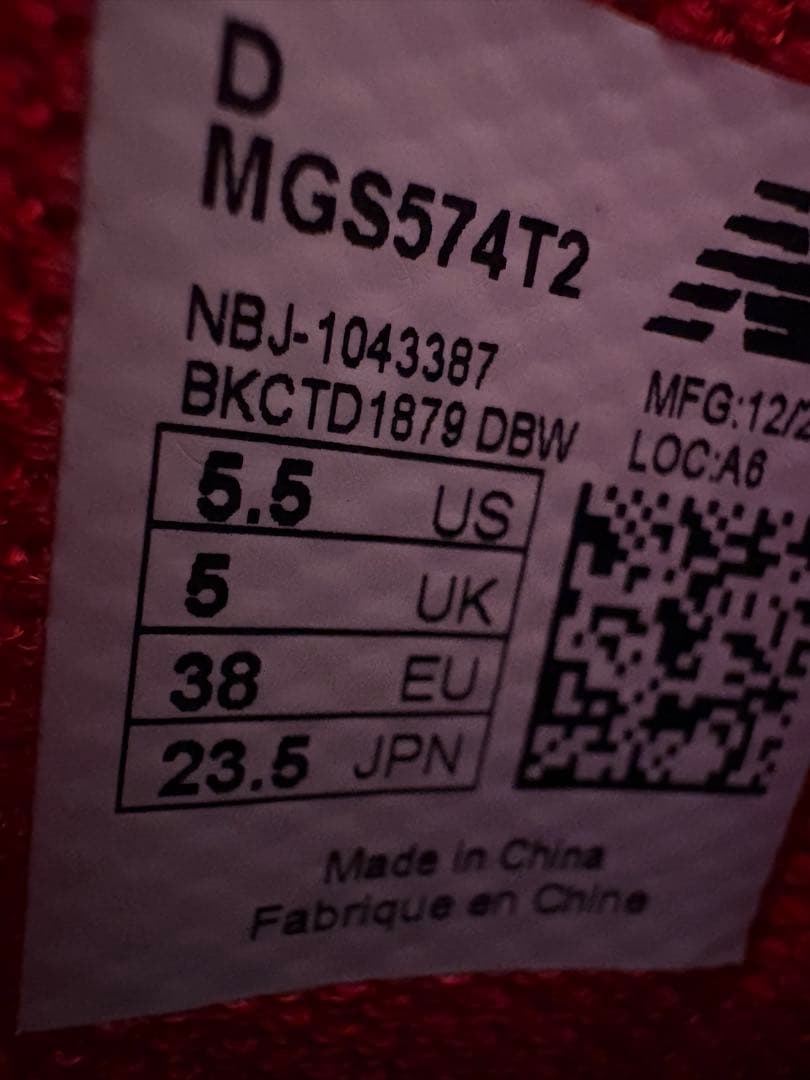 D
MGS574T2
NBJ-1043387
BKCTD1879 DBW
MFG:12/2
LOC:A6
5.5 US
5 UK
38 EU
23.5 JPN
Made in China
Fabrique en Chine